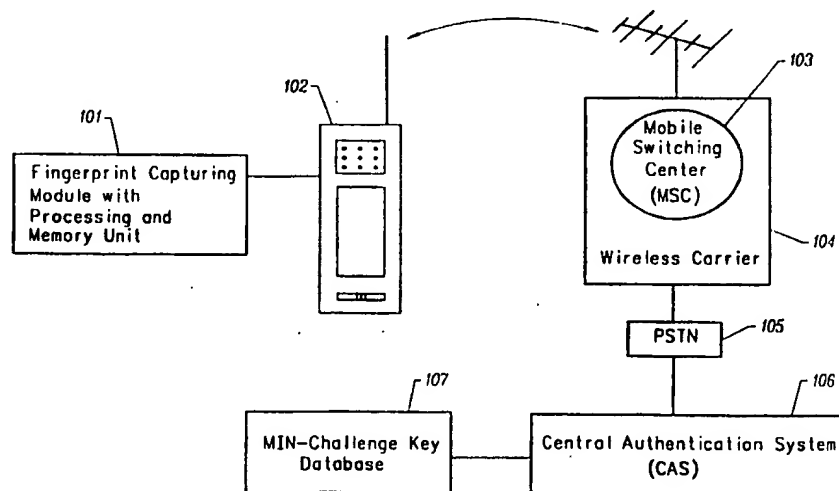 103
102
101
Mobile
Switching
Center
(MSC)
Fingerprint Capturing
Module with
Processing and
Memory Unit
104
Wireless Carrier
PSTN
105
107
106
MIN-Challenge Key
Database
Central Authentication System
(CAS)